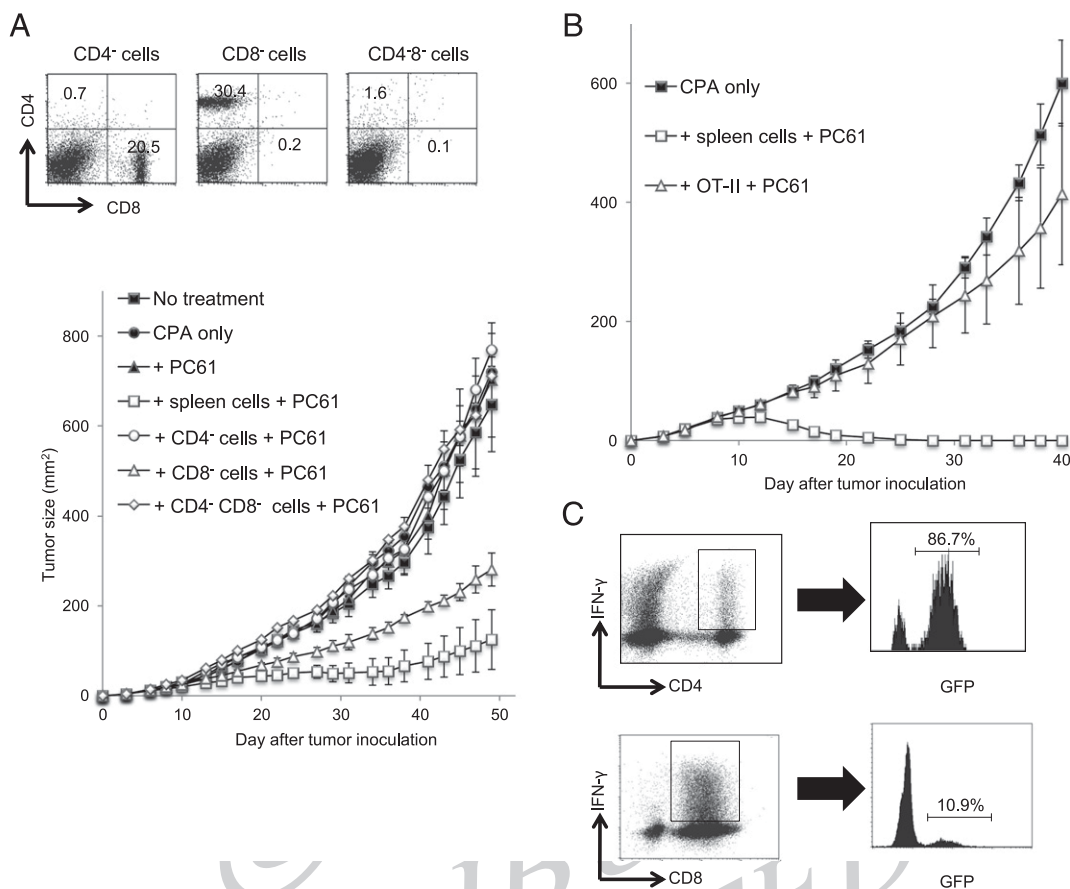 A
CD4⁻ cells
CD8⁻ cells
CD4⁻8⁻ cells
CD4
0.7
20.5
30.4
0.2
1.6
0.1
CD8
No treatment
CPA only
+ PC61
+ spleen cells + PC61
+ CD4⁻ cells + PC61
+ CD8⁻ cells + PC61
+ CD4⁻ CD8⁻ cells + PC61
Tumor size (mm²)
800
600
400
200
0
0 10 20 30 40 50
Day after tumor inoculation
B
CPA only
+ spleen cells + PC61
+ OT-II + PC61
600
400
200
0
0 10 20 30 40
Day after tumor inoculation
C
IFN-γ
CD4
86.7%
GFP
IFN-γ
CD8
10.9%
GFP